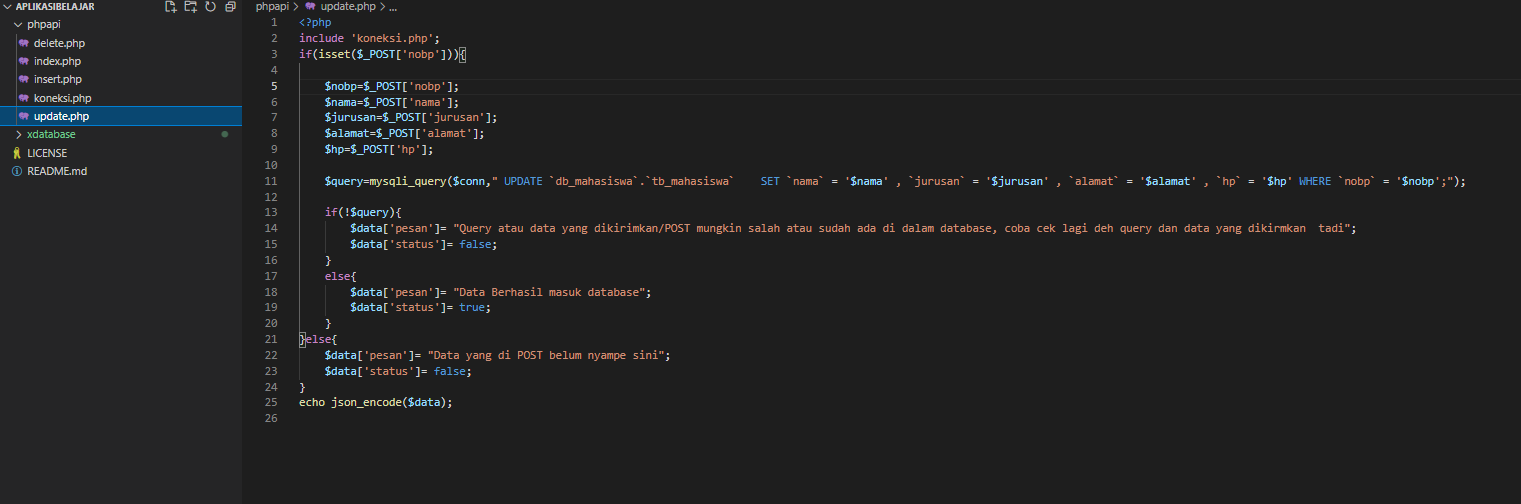 APLIKASIBELAJAR
phpapi
delete.php
index.php
insert.php
koneksi.php
update.php
xdatabase
LICENSE
README.md
phpapi > update.php > ...
1 <?php
2 include 'koneksi.php';
3 if(isset($_POST['nobp'])){
4
5 $nobp=$_POST['nobp'];
6 $nama=$_POST['nama'];
7 $jurusan=$_POST['jurusan'];
8 $alamat=$_POST['alamat'];
9 $hp=$_POST['hp'];
10
11 $query=mysqli_query($conn," UPDATE `db_mahasiswa`.`tb_mahasiswa`    SET `nama` = '$nama' , `jurusan` = '$jurusan' , `alamat` = '$alamat' , `hp` = '$hp' WHERE `nobp` = '$nobp';");
12
13 if(!$query){
14 $data['pesan']= "Query atau data yang dikirimkan/POST mungkin salah atau sudah ada di dalam database, coba cek lagi deh query dan data yang dikirmkan  tadi";
15 $data['status']= false;
16 }
17 else{
18 $data['pesan']= "Data Berhasil masuk database";
19 $data['status']= true;
20 }
21 }else{
22 $data['pesan']= "Data yang di POST belum nyampe sini";
23 $data['status']= false;
24 }
25 echo json_encode($data);
26